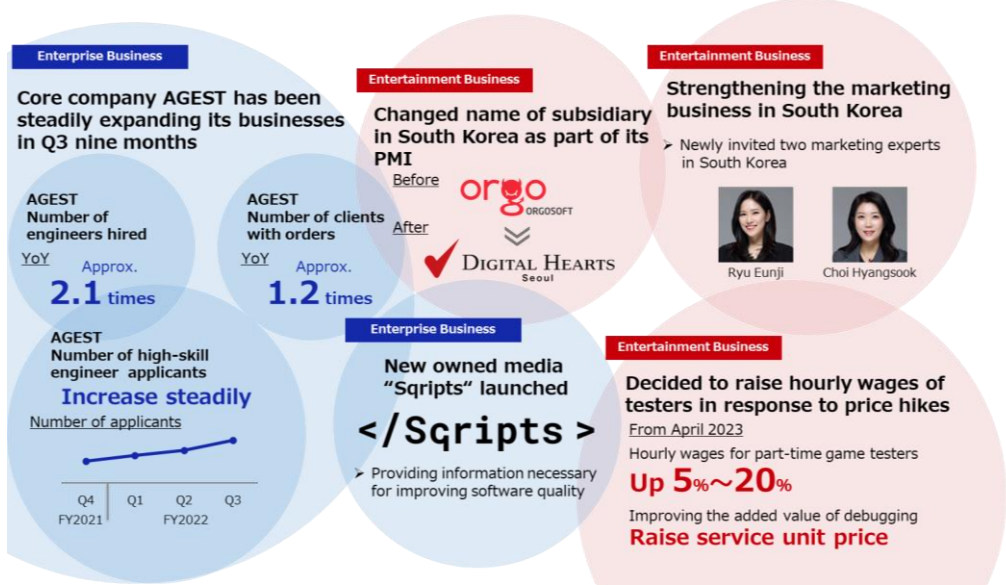 Enterprise Business
Core company AGEST has been
steadily expanding its businesses
in Q3 nine months
AGEST
Number of
engineers hired
YoY
Approx.
2.1 times
AGEST
Number of clients
with orders
YoY
Approx.
1.2 times
AGEST
Number of high-skill
engineer applicants
Increase steadily
Number of applicants
Q4 Q1 Q2 Q3
FY2021 FY2022
Entertainment Business
Changed name of subsidiary
in South Korea as part of its
PMI
Before
orgo
ORGOSOFT
After
DIGITAL HEARTS
Seoul
Enterprise Business
New owned media
“Sqripts“ launched
</Sqripts >
➢ Providing information necessary
for improving software quality
Entertainment Business
Strengthening the marketing
business in South Korea
➢ Newly invited two marketing experts
in South Korea
Ryu Eunji Choi Hyangsook
Entertainment Business
Decided to raise hourly wages of
testers in response to price hikes
From April 2023
Hourly wages for part-time game testers
Up 5%～20%
Improving the added value of debugging
Raise service unit price